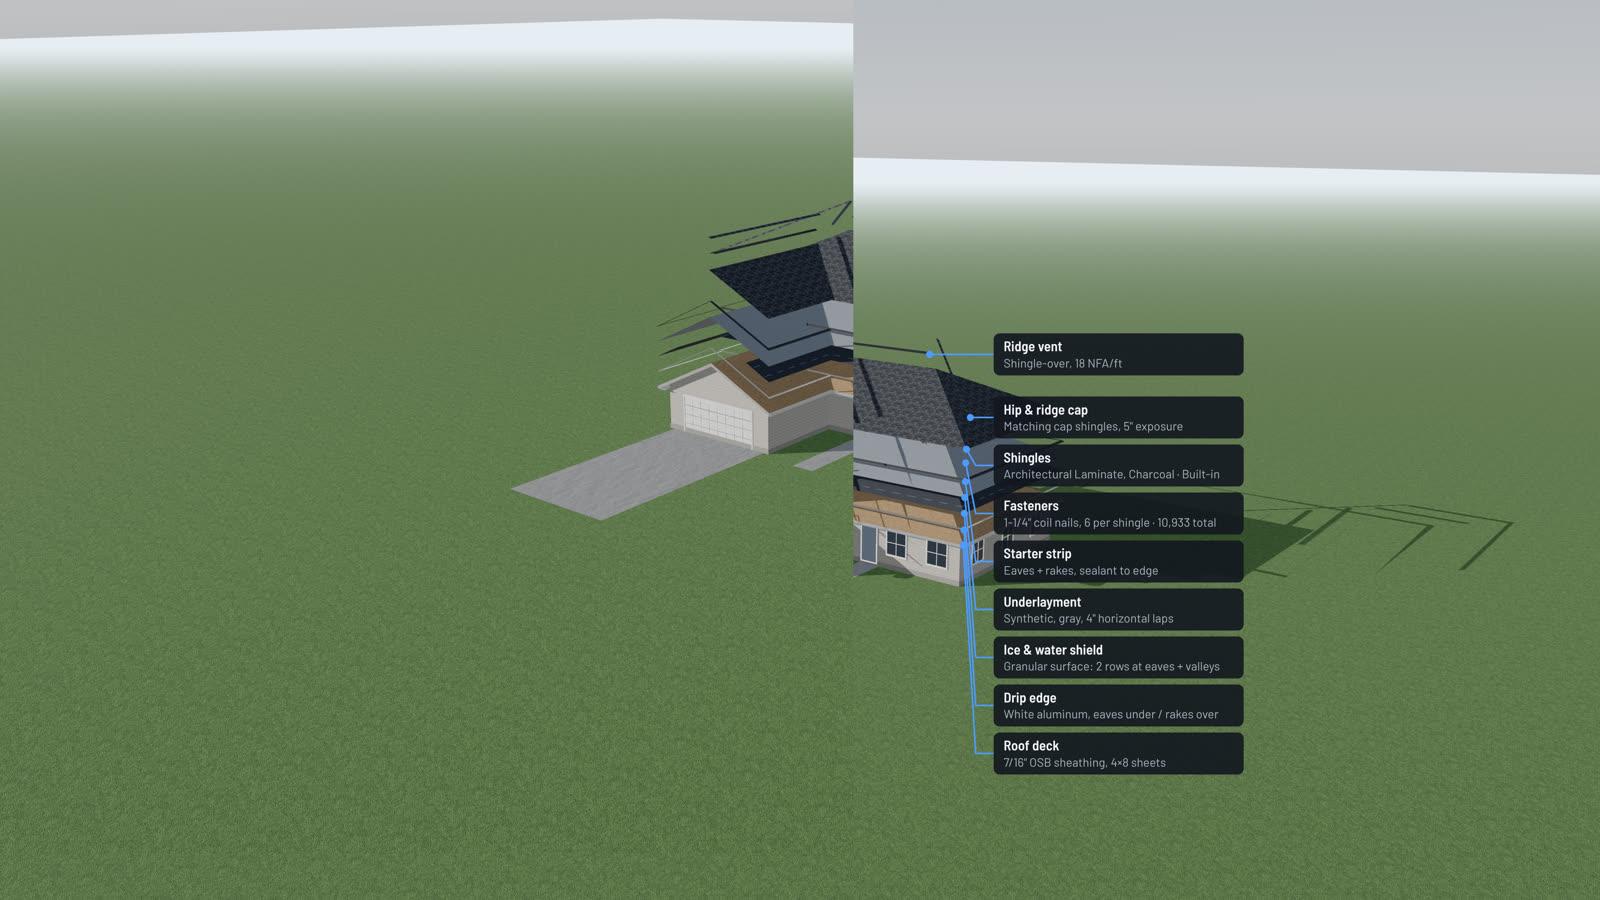 Ridge vent
Shingle-over, 18 NFA/ft
Hip & ridge cap
Matching cap shingles, 5" exposure
Shingles
Architectural Laminate, Charcoal · Built-in
Fasteners
1-1/4" coil nails, 6 per shingle · 10,933 total
Starter strip
Eaves + rakes, sealant to edge
Underlayment
Synthetic, gray, 4" horizontal laps
Ice & water shield
Granular surface: 2 rows at eaves + valleys
Drip edge
White aluminum, eaves under / rakes over
Roof deck
7/16" OSB sheathing, 4×8 sheets